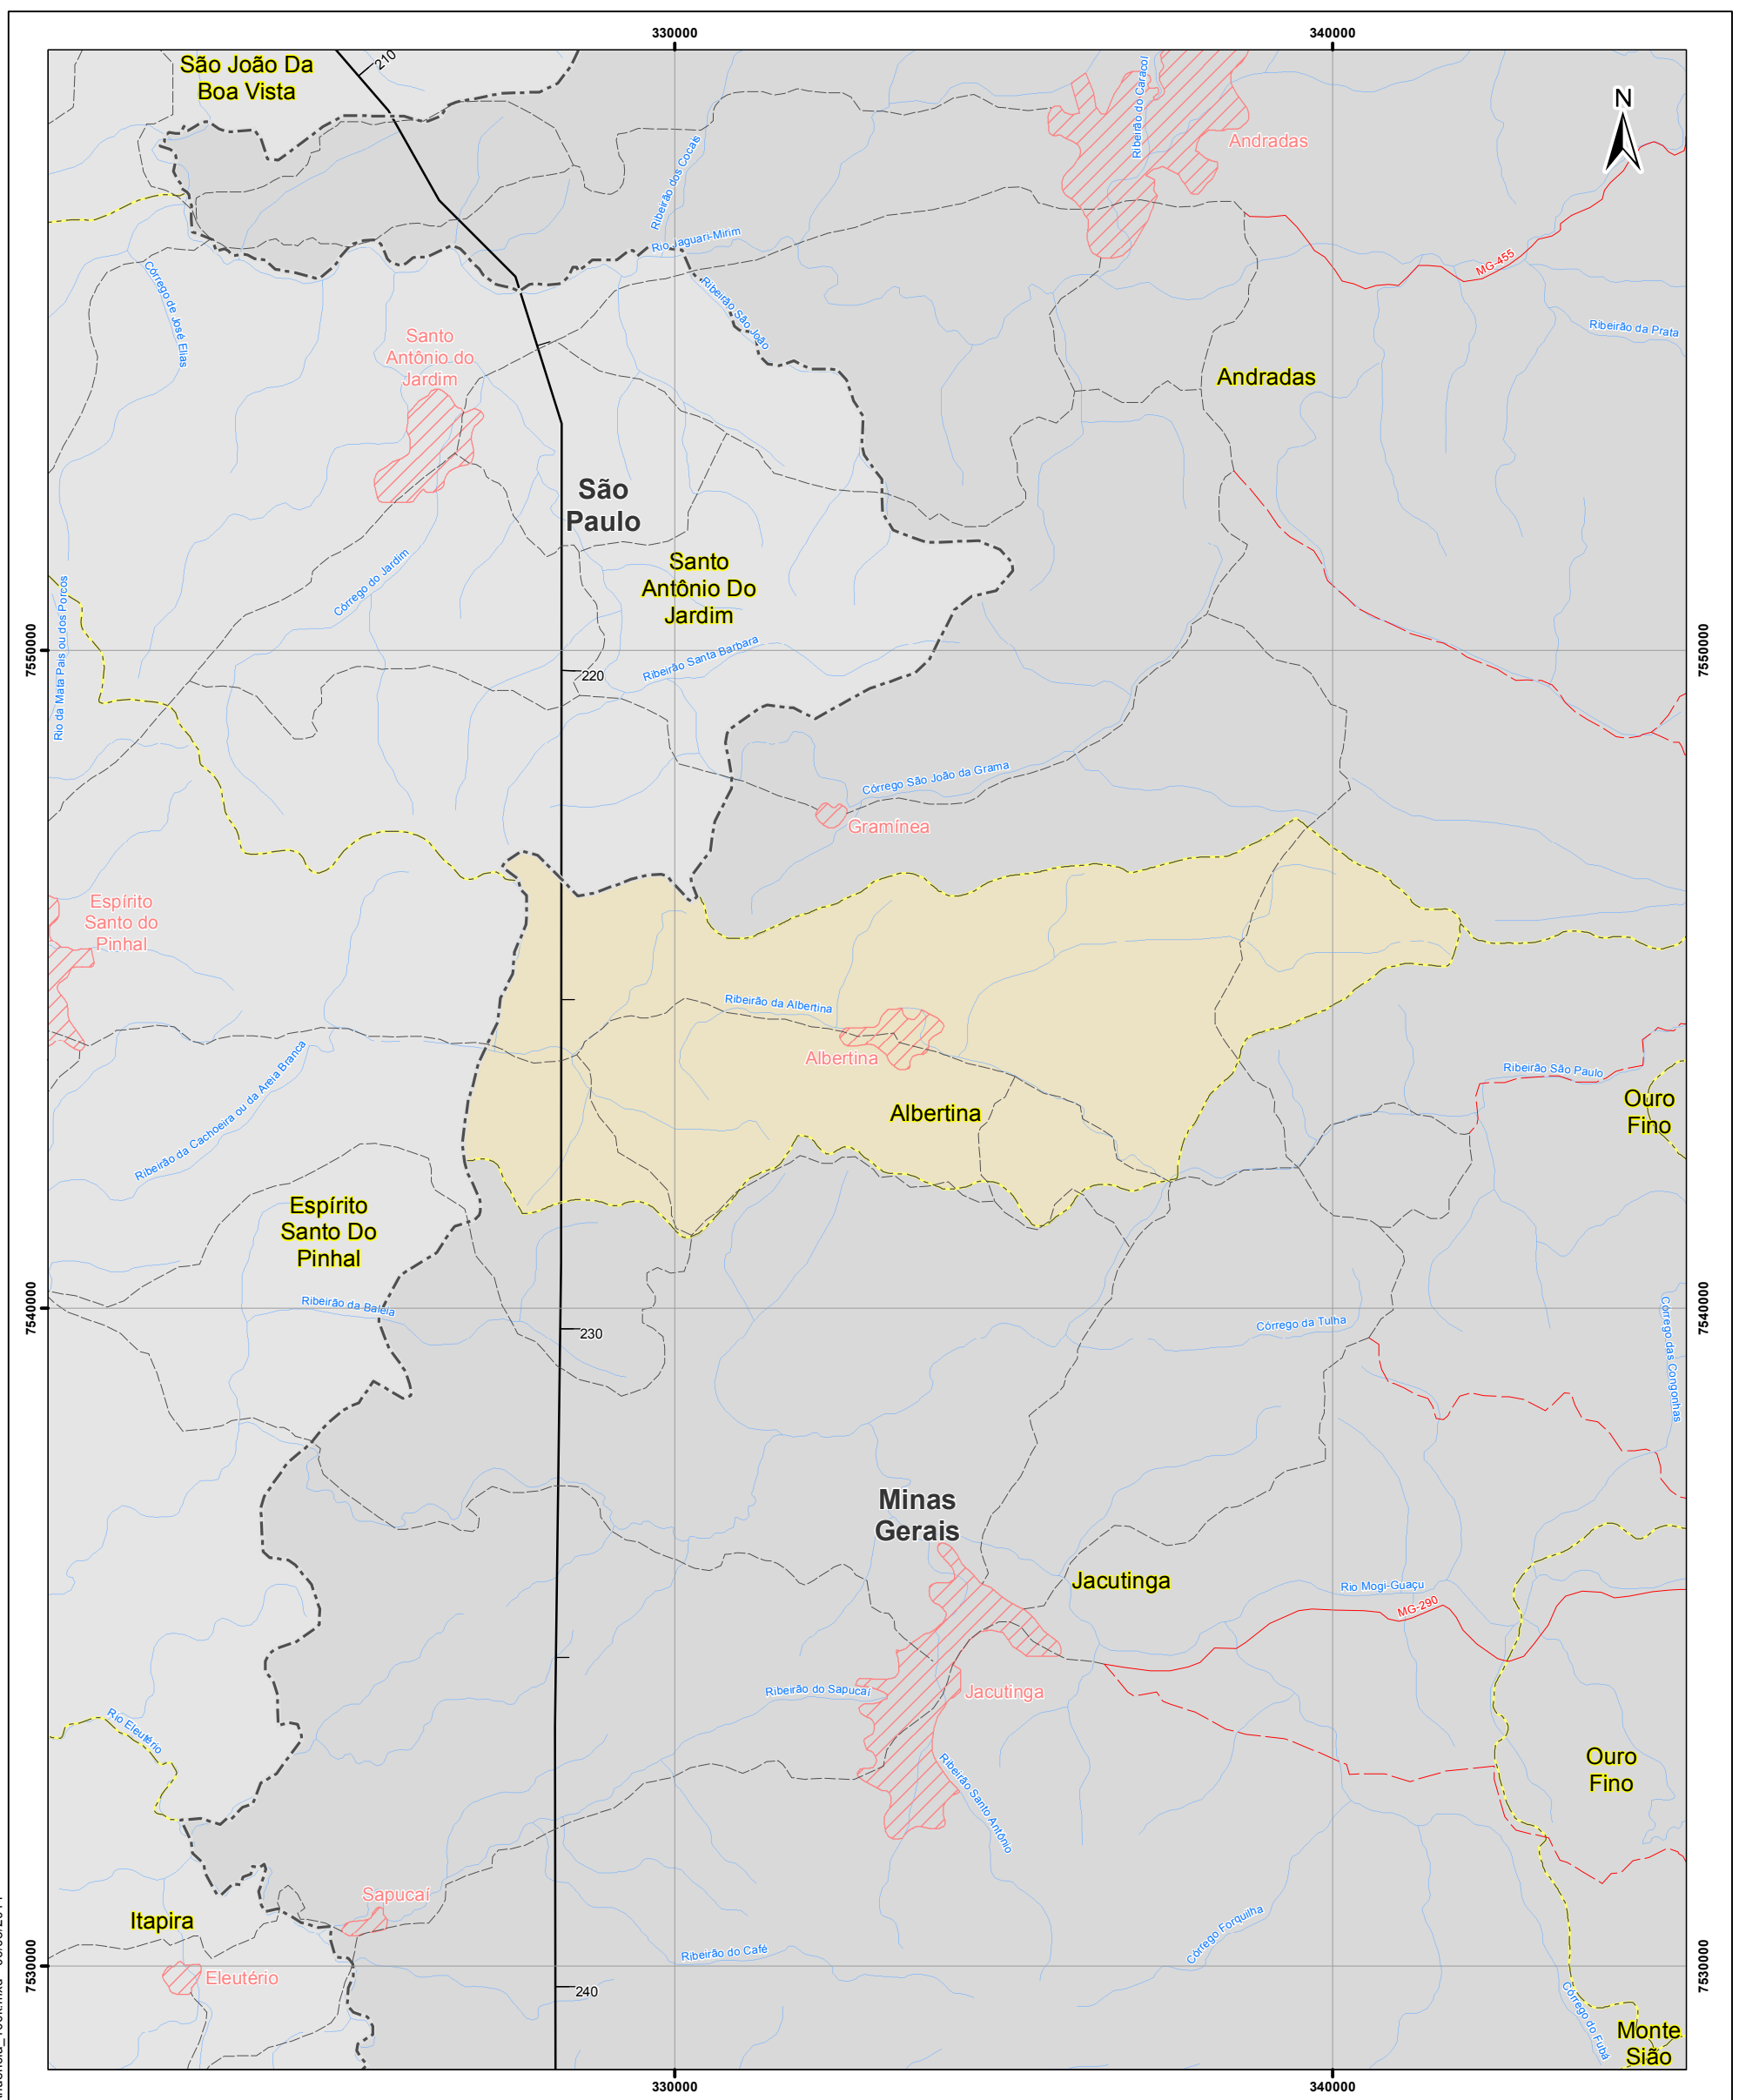 330000
340000
São João Da
Boa Vista
210
Ribeirão do Caracol
Andradas
N
Ribeirão dos Cocais
Rio Jaguari-Mirim
MG-455
Córrego de José Elias
Ribeirão São João
Ribeirão da Prata
Santo
Antônio do
Jardim
Andradas
São
Paulo
Santo
Antônio Do
Jardim
Córrego do Jardim
Rio da Mata Pais ou dos Porcos
7550000
7550000
Ribeirão Santa Barbara
220
Córrego São João da Grama
Gramínea
Espírito
Santo do
Pinhal
Ribeirão da Albertina
Albertina
Albertina
Ribeirão São Paulo
Ouro
Fino
Ribeirão da Cachoeira ou da Areia Branca
Espírito
Santo Do
Pinhal
Ribeirão da Baleia
7540000
7540000
230
Córrego da Tulha
Córrego das Congonhas
Minas
Gerais
Jacutinga
Rio Mogi-Guaçu
MG-290
Ribeirão do Sapucaí
Jacutinga
Rio Eleutério
Ribeirão Santo Antônio
Ouro
Fino
Sapucaí
Itapira
Eleutério
Ribeirão do Café
Córrego Forquilha
7530000
7530000
240
Córrego do Fubá
Monte
Sião
330000
340000